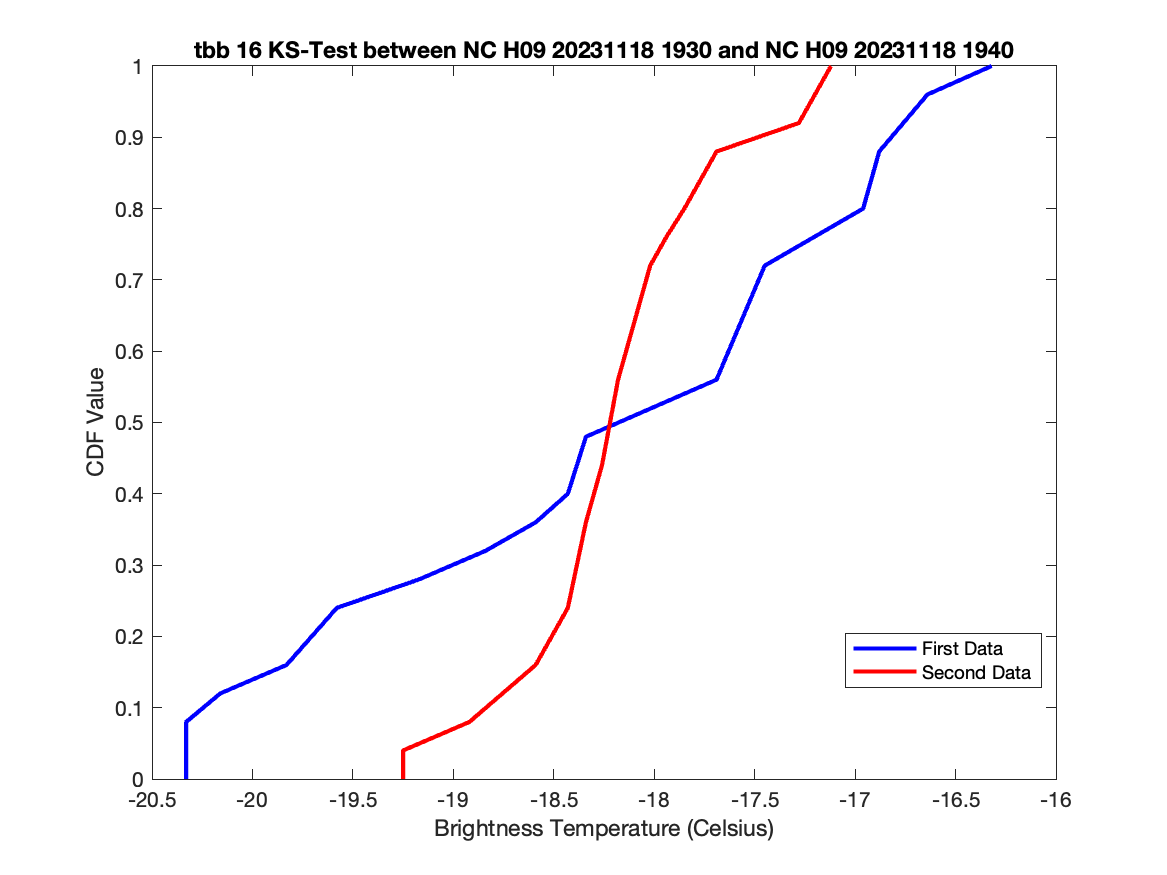 tbb 16 KS-Test between NC H09 20231118 1930 and NC H09 20231118 1940
1
0.9
0.8
0.7
0.6
0.5
0.4
0.3
0.2
0.1
0
CDF Value
First Data
Second Data
-20.5 -20 -19.5 -19 -18.5 -18 -17.5 -17 -16.5 -16
Brightness Temperature (Celsius)